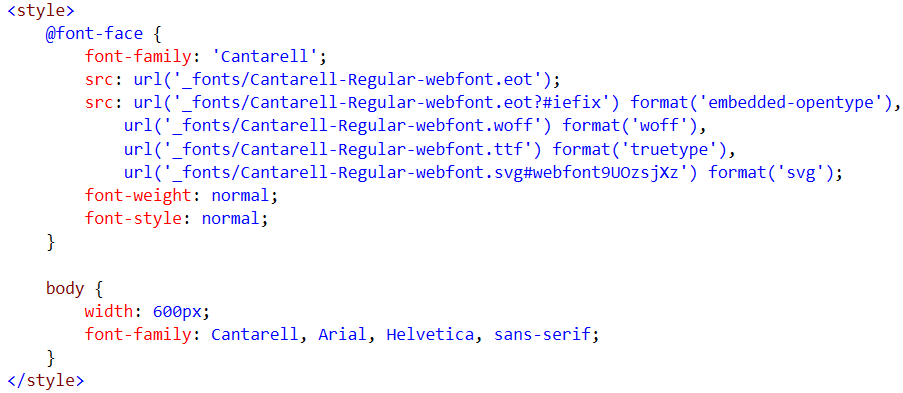 <style>
@font-face {
font-family: 'Cantarell';
src: url('_fonts/Cantarell-Regular-webfont.eot');
src: url('_fonts/Cantarell-Regular-webfont.eot?#iefix') format('embedded-opentype'),
url('_fonts/Cantarell-Regular-webfont.woff') format('woff'),
url('_fonts/Cantarell-Regular-webfont.ttf') format('truetype'),
url('_fonts/Cantarell-Regular-webfont.svg#webfont9UOzsjXz') format('svg');
font-weight: normal;
font-style: normal;
}
body {
width: 600px;
font-family: Cantarell, Arial, Helvetica, sans-serif;
}
</style>